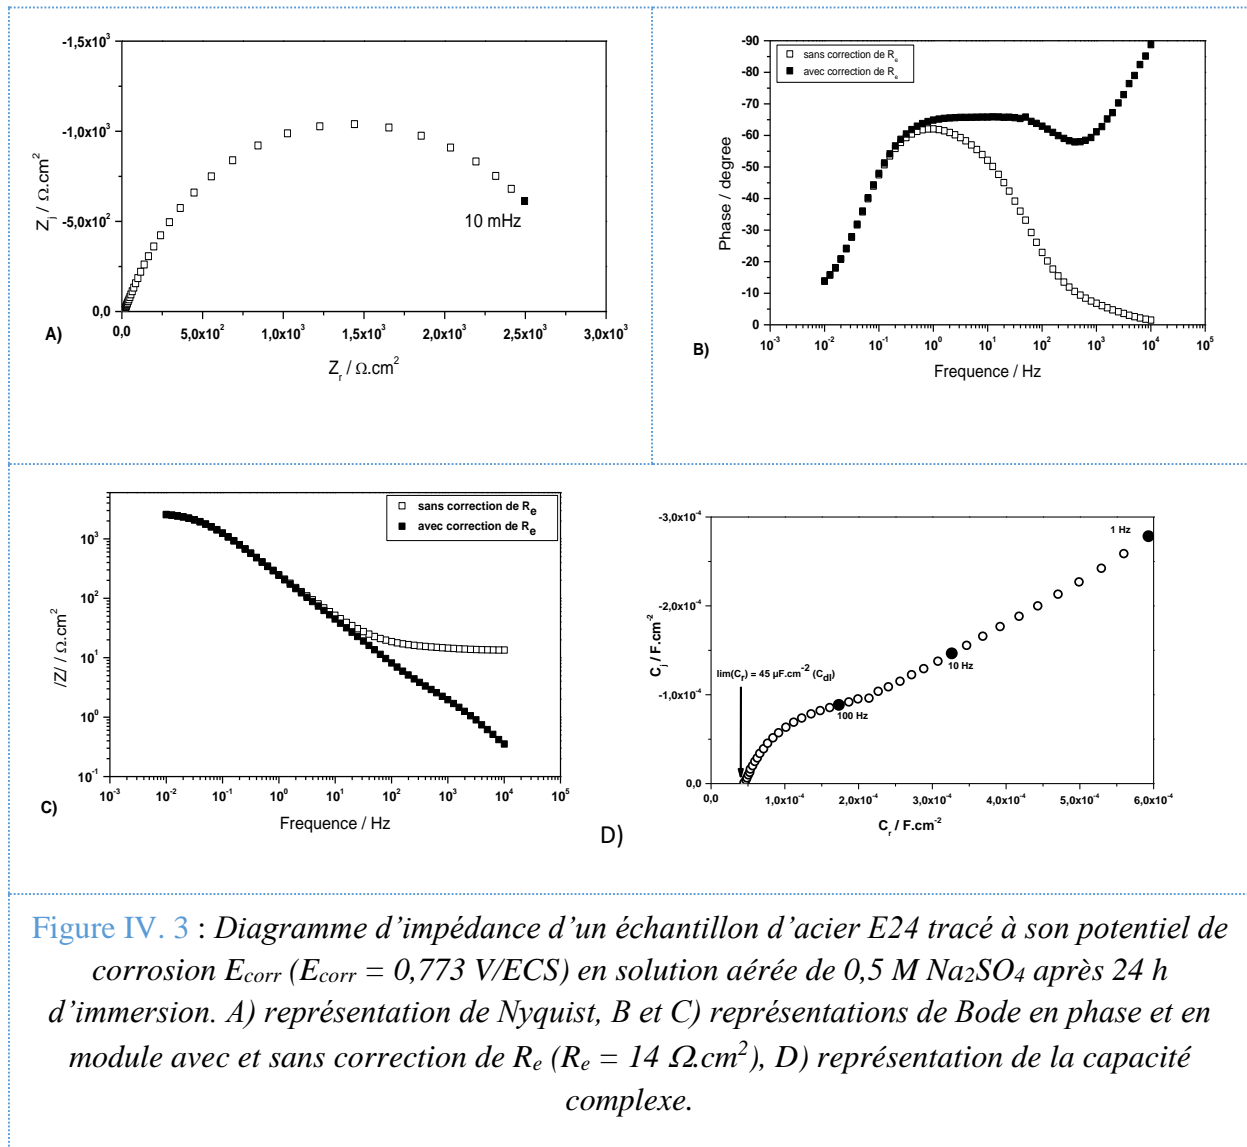 -1,5x10³
-1,0x10³
-5,0x10²
0,0
Z_j / Ω.cm²
10 mHz
A)
0,0 5,0x10² 1,0x10³ 1,5x10³ 2,0x10³ 2,5x10³ 3,0x10³
Z_r / Ω.cm²
-90
-80
-70
-60
-50
-40
-30
-20
-10
0
Phase / degree
sans correction de R_e
avec correction de R_e
B)
10⁻³ 10⁻² 10⁻¹ 10⁰ 10¹ 10² 10³ 10⁴ 10⁵
Frequence / Hz
10³
10²
10¹
10⁰
10⁻¹
/Z/ / Ω.cm²
sans correction de Re
avec correction de Re
C)
10⁻³ 10⁻² 10⁻¹ 10⁰ 10¹ 10² 10³ 10⁴ 10⁵
Frequence / Hz
-3,0x10⁻⁴
-2,0x10⁻⁴
-1,0x10⁻⁴
0,0
C_j / F.cm⁻²
1 Hz
10 Hz
lim(C_r) = 45 µF.cm⁻² (C_dl)
100 Hz
0,0 1,0x10⁻⁴ 2,0x10⁻⁴ 3,0x10⁻⁴ 4,0x10⁻⁴ 5,0x10⁻⁴ 6,0x10⁻⁴
C_r / F.cm⁻²
D)
Figure IV. 3 : Diagramme d’impédance d’un échantillon d’acier E24 tracé à son potentiel de
corrosion Ecorr (Ecorr = 0,773 V/ECS) en solution aérée de 0,5 M Na₂SO₄ après 24 h
d’immersion. A) représentation de Nyquist, B et C) représentations de Bode en phase et en
module avec et sans correction de Re (Re = 14 Ω.cm²), D) représentation de la capacité
complexe.